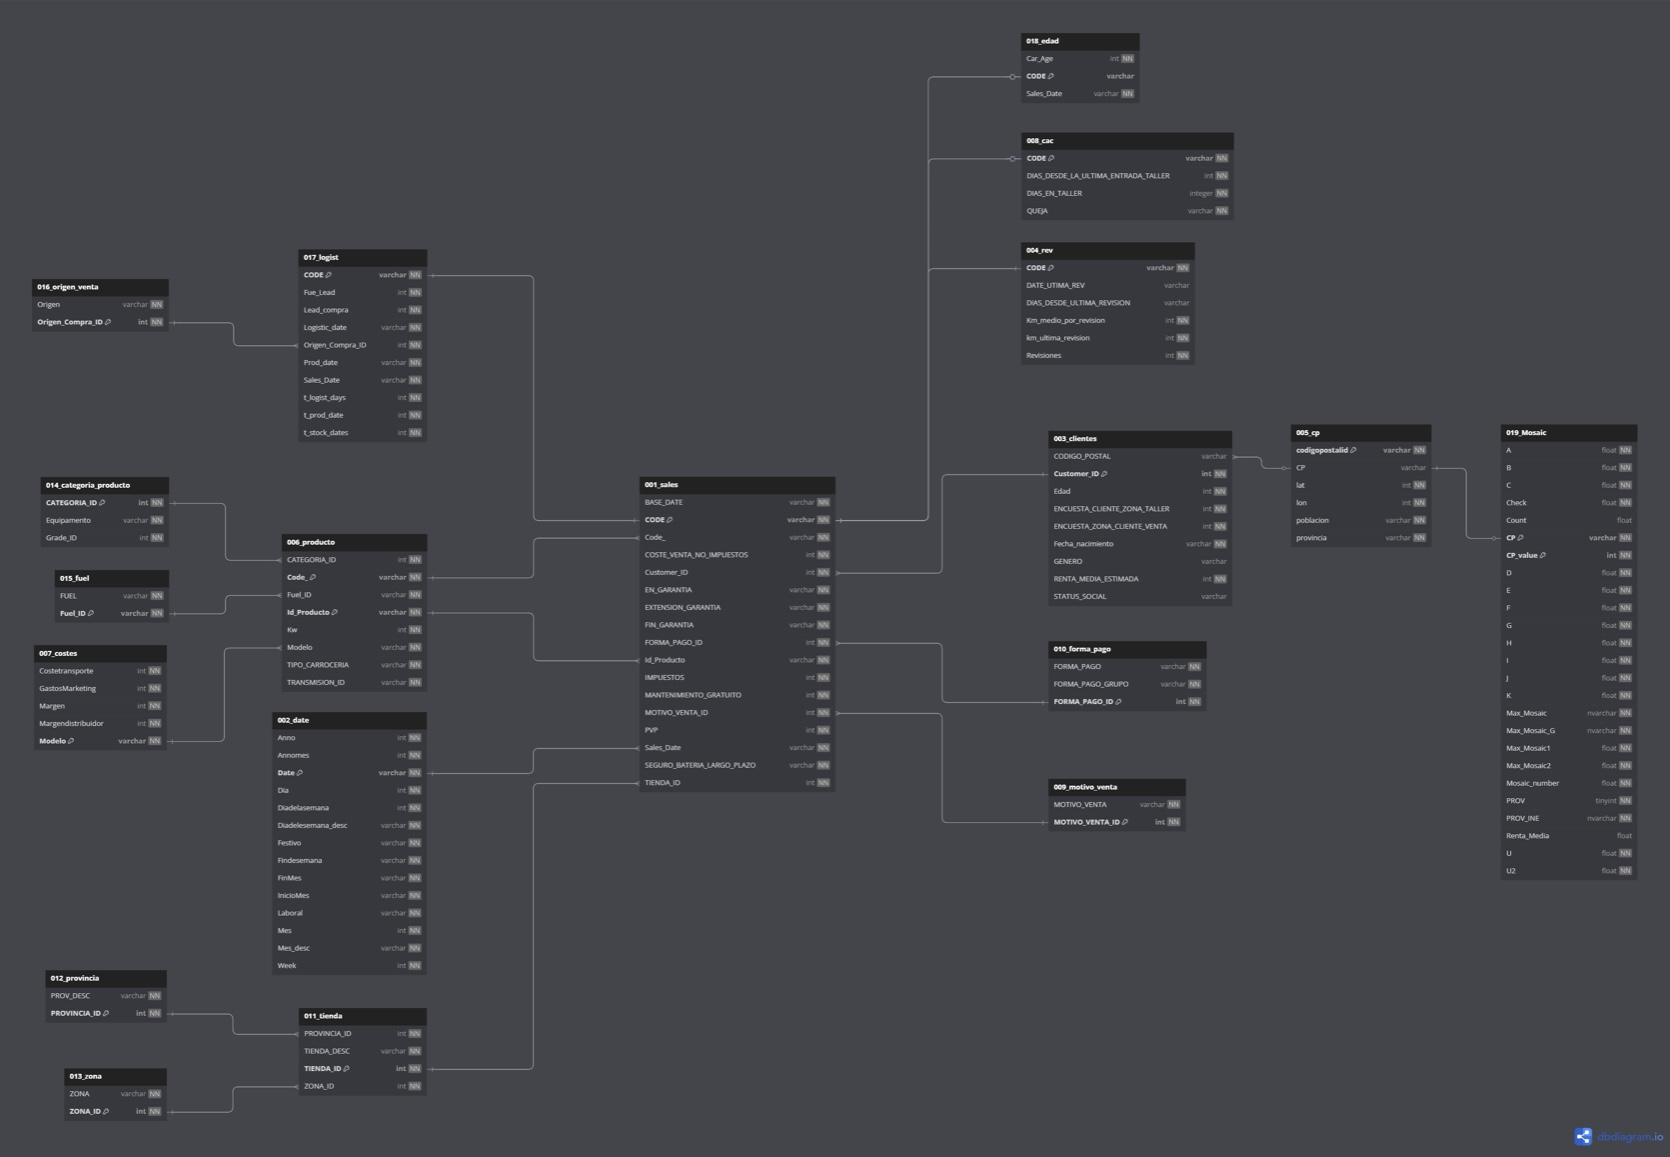 018_edad
Car_Age int NN
CODE varchar
Sales_Date varchar NN
008_cac
CODE varchar NN
DIAS_DESDE_LA_ULTIMA_ENTRADA_TALLER int NN
DIAS_EN_TALLER integer NN
QUEJA varchar NN
004_rev
CODE varchar NN
DATE_UTIMA_REV varchar
DIAS_DESDE_ULTIMA_REVISION varchar
Km_medio_por_revision int NN
km_ultima_revision int NN
Revisiones int NN
017_logist
CODE varchar NN
Fue_Lead int NN
Lead_compra int NN
Logistic_date varchar NN
Origen_Compra_ID int NN
Prod_date varchar NN
Sales_Date varchar NN
t_logist_days int NN
t_prod_date int NN
t_stock_dates int NN
016_origen_venta
Origen varchar NN
Origen_Compra_ID int NN
014_categoria_producto
CATEGORIA_ID int NN
Equipamento varchar NN
Grade_ID int NN
015_fuel
FUEL varchar NN
Fuel_ID varchar NN
007_costes
Costetransporte int NN
GastosMarketing int NN
Margen int NN
Margendistribuidor int NN
Modelo varchar NN
006_producto
CATEGORIA_ID int NN
Code_ varchar NN
Fuel_ID int NN
Id_Producto varchar NN
Kw int NN
Modelo varchar NN
TIPO_CARROCERIA varchar NN
TRANSMISION_ID varchar NN
002_date
Anno int NN
Annomes int NN
Date varchar NN
Dia int NN
Diadelasemana int NN
Diadelesemana_desc varchar NN
Festivo varchar NN
Findesemana varchar NN
FinMes varchar NN
InicioMes varchar NN
Laboral varchar NN
Mes int NN
Mes_desc varchar NN
Week int NN
012_provincia
PROV_DESC varchar NN
PROVINCIA_ID int NN
013_zona
ZONA varchar NN
ZONA_ID int NN
011_tienda
PROVINCIA_ID int NN
TIENDA_DESC varchar NN
TIENDA_ID int NN
ZONA_ID int NN
001_sales
BASE_DATE varchar NN
CODE varchar NN
Code_ int NN
COSTE_VENTA_NO_IMPUESTOS int NN
Customer_ID int NN
EN_GARANTIA varchar NN
EXTENSION_GARANTIA varchar NN
FIN_GARANTIA varchar NN
FORMA_PAGO_ID int NN
Id_Producto int NN
IMPUESTOS int NN
MANTENIMIENTO_GRATUITO int NN
MOTIVO_VENTA_ID int NN
PVP int NN
Sales_Date varchar NN
SEGURO_BATERIA_LARGO_PLAZO varchar NN
TIENDA_ID int NN
003_clientes
CODIGO_POSTAL varchar
Customer_ID int NN
Edad int NN
ENCUESTA_CLIENTE_ZONA_TALLER int NN
ENCUESTA_ZONA_CLIENTE_VENTA int NN
Fecha_nacimiento varchar NN
GENERO varchar
RENTA_MEDIA_ESTIMADA int NN
STATUS_SOCIAL varchar
010_forma_pago
FORMA_PAGO varchar NN
FORMA_PAGO_GRUPO varchar NN
FORMA_PAGO_ID int NN
009_motivo_venta
MOTIVO_VENTA varchar NN
MOTIVO_VENTA_ID int NN
005_cp
codigopostalid varchar NN
CP varchar
lat int NN
lon int NN
poblacion varchar NN
provincia varchar NN
019_Mosaic
A float NN
B float NN
C float NN
Check float NN
Count float
CP varchar NN
CP_value int NN
D float NN
E float NN
F float NN
G float NN
H float NN
I float NN
J float NN
K float NN
Max_Mosaic nvarchar NN
Max_Mosaic_G nvarchar NN
Max_Mosaic1 float NN
Max_Mosaic2 float NN
Mosaic_number float NN
PROV tinyint NN
PROV_INE nvarchar NN
Renta_Media float
U float NN
U2 float NN
dbdiagram.io